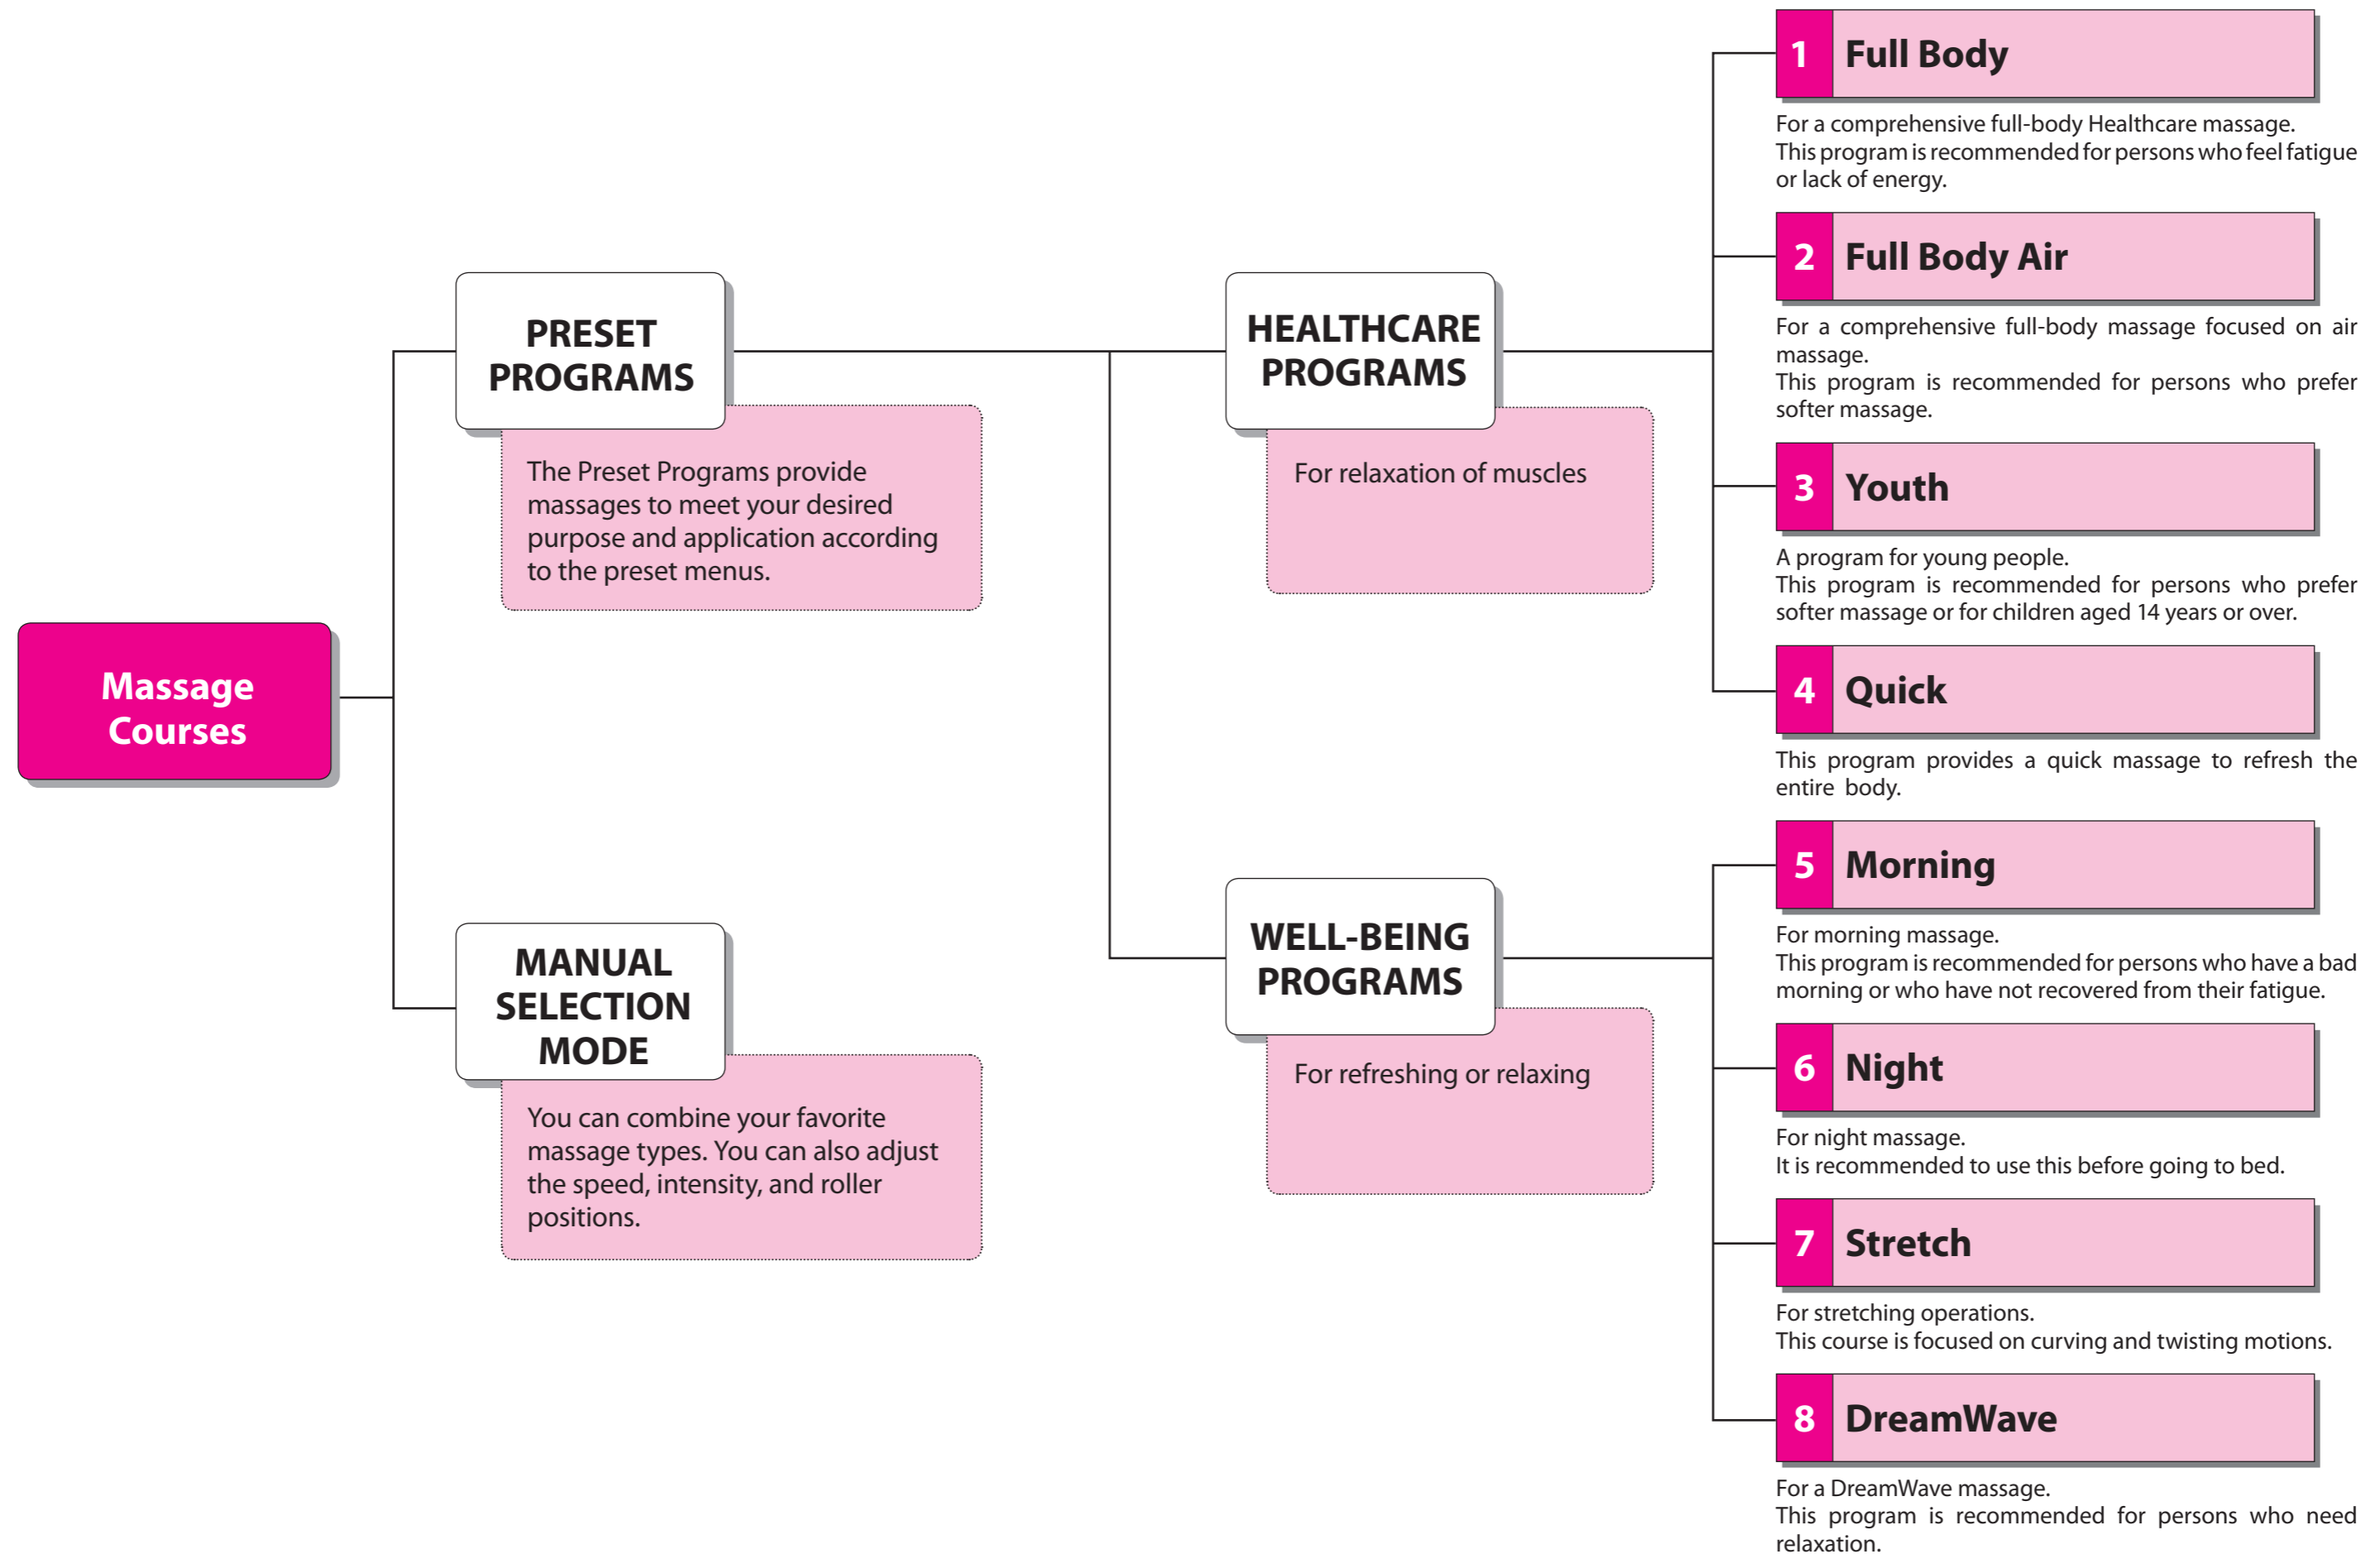 Massage
Courses
PRESET
PROGRAMS
The Preset Programs provide
massages to meet your desired
purpose and application according
to the preset menus.
MANUAL
SELECTION
MODE
You can combine your favorite
massage types. You can also adjust
the speed, intensity, and roller
positions.
HEALTHCARE
PROGRAMS
For relaxation of muscles
WELL-BEING
PROGRAMS
For refreshing or relaxing
1 Full Body
For a comprehensive full-body Healthcare massage.
This program is recommended for persons who feel fatigue
or lack of energy.
2 Full Body Air
For a comprehensive full-body massage focused on air
massage.
This program is recommended for persons who prefer
softer massage.
3 Youth
A program for young people.
This program is recommended for persons who prefer
softer massage or for children aged 14 years or over.
4 Quick
This program provides a quick massage to refresh the
entire body.
5 Morning
For morning massage.
This program is recommended for persons who have a bad
morning or who have not recovered from their fatigue.
6 Night
For night massage.
It is recommended to use this before going to bed.
7 Stretch
For stretching operations.
This course is focused on curving and twisting motions.
8 DreamWave
For a DreamWave massage.
This program is recommended for persons who need
relaxation.